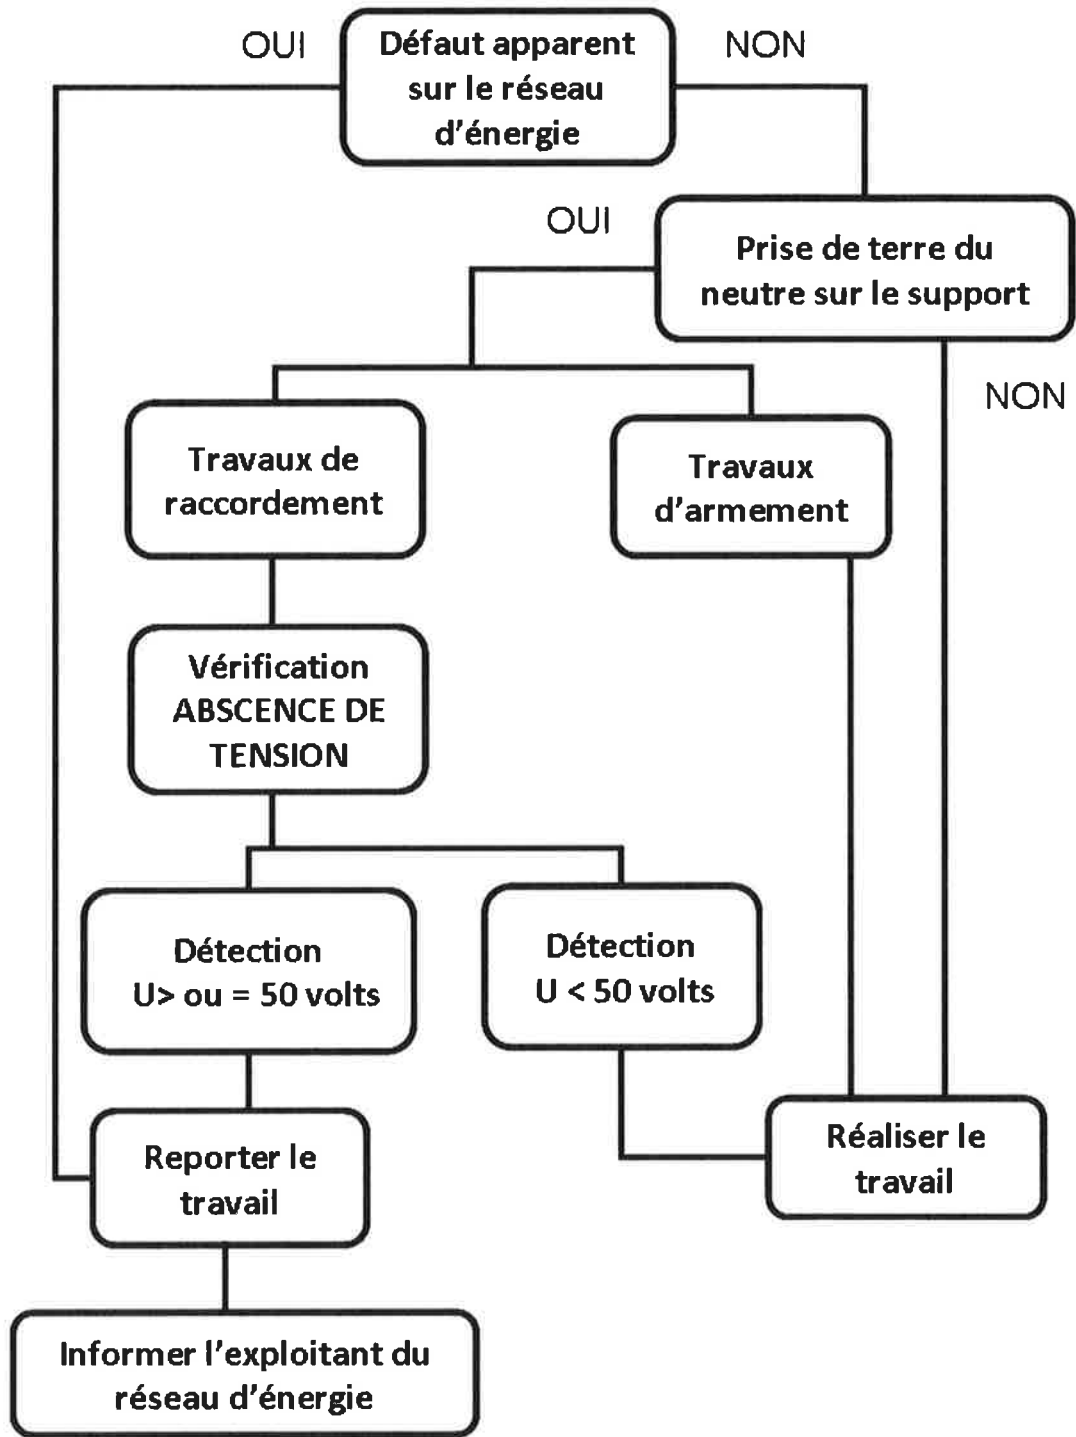 OUI
Défaut apparent
sur le réseau
d'énergie
NON
OUI
Prise de terre du
neutre sur le support
NON
Travaux de
raccordement
Travaux
d'armement
Vérification
ABSCENCE DE
TENSION
Détection
U> ou = 50 volts
Détection
U < 50 volts
Reporter le
travail
Réaliser le
travail
Informer l'exploitant du
réseau d'énergie